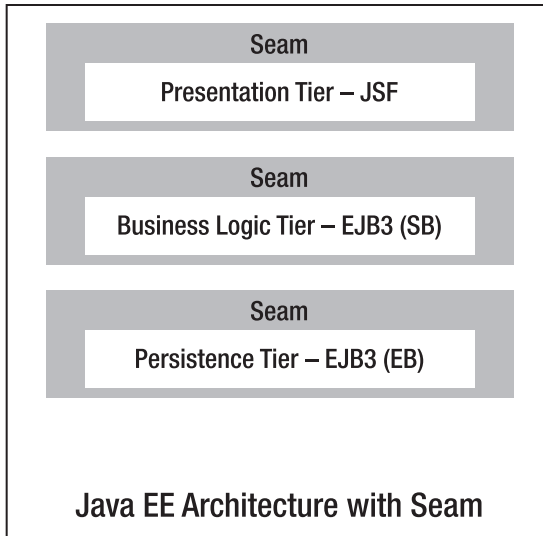 Seam
Presentation Tier – JSF
Seam
Business Logic Tier – EJB3 (SB)
Seam
Persistence Tier – EJB3 (EB)
Java EE Architecture with Seam